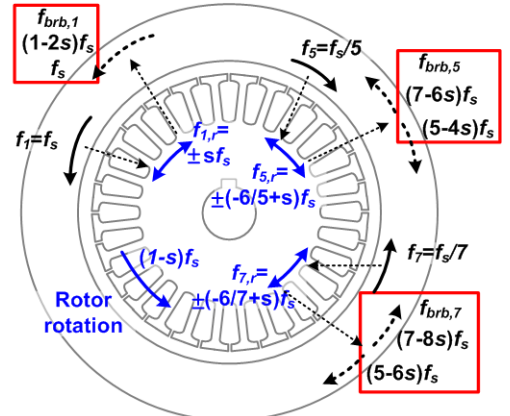 f_brb,1
(1-2s)f_s
f_s
f_5=f_s/5
f_brb,5
(7-6s)f_s
(5-4s)f_s
f_1=f_s
f_1,r=
±sf_s
f_5,r=
±(-6/5+s)f_s
(1-s)f_s
f_7,r=
±(-6/7+s)f_s
f_7=f_s/7
Rotor
rotation
f_brb,7
(7-8s)f_s
(5-6s)f_s